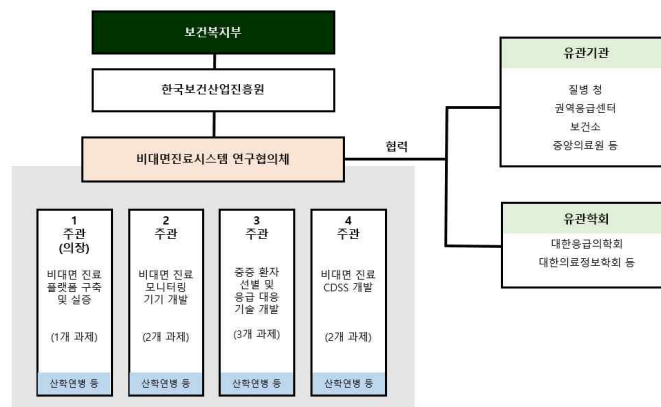 보건복지부
한국보건산업진흥원
비대면진료시스템 연구협의체
협력
유관기관
질병 청
권역응급센터
보건소
중앙의료원 등
유관학회
대한응급의학회
대한의료정보학회 등
1
주관
(의장)
비대면 진료
플랫폼 구축
및 실증
(1개 과제)
산학연병 등
2
주관
비대면 진료
모니터링
기기 개발
(2개 과제)
산학연병 등
3
주관
중증 환자
선별 및
응급 대응
기술 개발
(3개 과제)
산학연병 등
4
주관
비대면 진료
CDSS 개발
(2개 과제)
산학연병 등